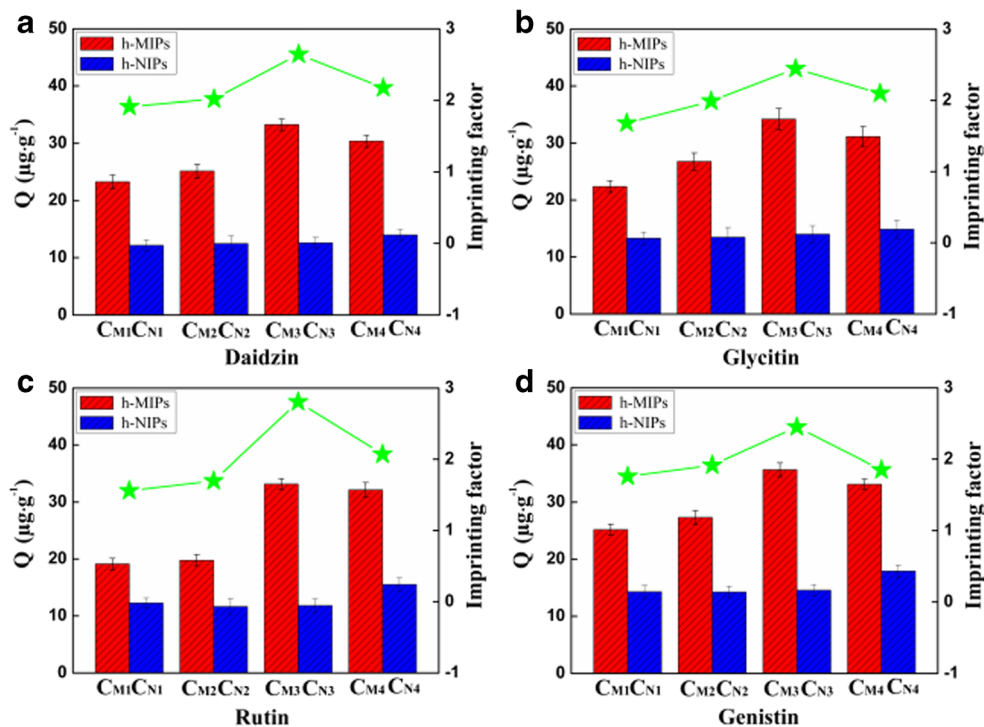 a
50
40
30
20
10
0
Q (μg·g⁻¹)
h-MIPs
h-NIPs
3
2
1
0
-1
Imprinting factor
CM1CN1 CM2CN2 CM3CN3 CM4CN4
Daidzin
b
50
40
30
20
10
0
Q (μg·g⁻¹)
h-MIPs
h-NIPs
3
2
1
0
-1
Imprinting factor
CM1CN1 CM2CN2 CM3CN3 CM4CN4
Glycitin
c
50
40
30
20
10
0
Q (μg·g⁻¹)
h-MIPs
h-NIPs
3
2
1
0
-1
Imprinting factor
CM1CN1 CM2CN2 CM3CN3 CM4CN4
Rutin
d
50
40
30
20
10
0
Q (μg·g⁻¹)
h-MIPs
h-NIPs
3
2
1
0
-1
Imprinting factor
CM1CN1 CM2CN2 CM3CN3 CM4CN4
Genistin